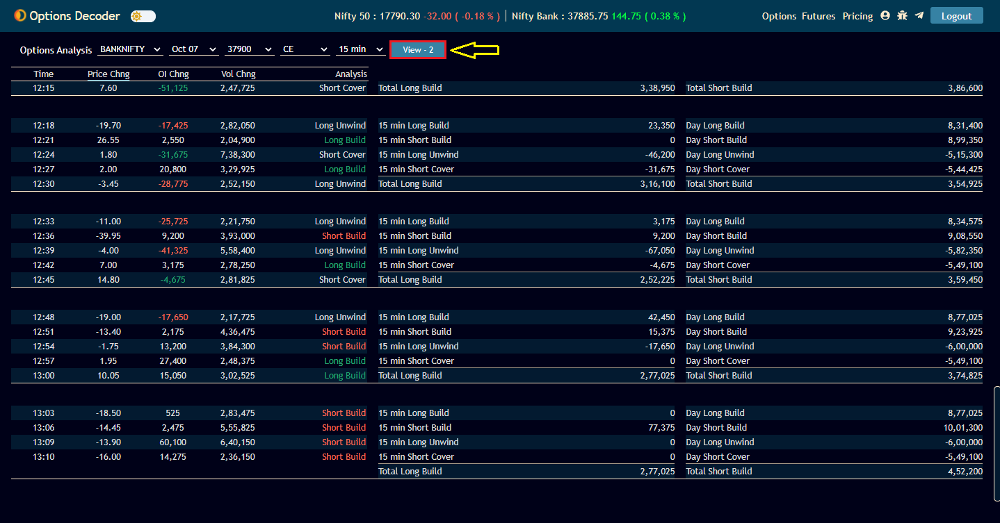 Options Decoder Nifty 50 : 17790.30 -32.00 ( -0.18 % ) | Nifty Bank : 37885.75 144.75 ( 0.38 % ) Options Futures Pricing Logout
Options Analysis BANKNIFTY Oct 07 37900 CE 15 min View - 2
Time Price Chng OI Chng Vol Chng Analysis
12:15 7.60 -51,125 2,47,725 Short Cover Total Long Build 3,38,950 Total Short Build 3,86,600
12:18 -19.70 -17,425 2,82,050 Long Unwind 15 min Long Build 23,350 Day Long Build 8,31,400
12:21 26.55 2,550 2,04,900 Long Build 15 min Short Build 0 Day Short Build 8,99,350
12:24 1.80 -31,675 7,38,300 Short Cover 15 min Long Unwind -46,200 Day Long Unwind -5,15,300
12:27 2.00 20,800 3,29,925 Long Build 15 min Short Cover -31,675 Day Short Cover -5,44,425
12:30 -3.45 -28,775 2,52,150 Long Unwind Total Long Build 3,16,100 Total Short Build 3,54,925
12:33 -11.00 -25,725 2,21,750 Long Unwind 15 min Long Build 3,175 Day Long Build 8,34,575
12:36 -39.95 9,200 3,93,000 Short Build 15 min Short Build 9,200 Day Short Build 9,08,550
12:39 -4.00 -41,325 5,58,400 Long Unwind 15 min Long Unwind -67,050 Day Long Unwind -5,82,350
12:42 7.00 3,175 2,78,250 Long Build 15 min Short Cover -4,675 Day Short Cover -5,49,100
12:45 14.80 -4,675 2,81,825 Short Cover Total Long Build 2,52,225 Total Short Build 3,59,450
12:48 -19.00 -17,650 2,17,725 Long Unwind 15 min Long Build 42,450 Day Long Build 8,77,025
12:51 -13.40 2,175 4,36,475 Short Build 15 min Short Build 15,375 Day Short Build 9,23,925
12:54 -1.75 13,200 3,84,300 Short Build 15 min Long Unwind -17,650 Day Long Unwind -6,00,000
12:57 1.95 27,400 2,48,375 Long Build 15 min Short Cover 0 Day Short Cover -5,49,100
13:00 10.05 15,050 3,02,525 Long Build Total Long Build 2,77,025 Total Short Build 3,74,825
13:03 -18.50 525 2,83,475 Short Build 15 min Long Build 0 Day Long Build 8,77,025
13:06 -14.45 2,475 5,55,825 Short Build 15 min Short Build 77,375 Day Short Build 10,01,300
13:09 -13.90 60,100 6,40,150 Short Build 15 min Long Unwind 0 Day Long Unwind -6,00,000
13:10 -16.00 14,275 2,36,150 Short Build 15 min Short Cover 0 Day Short Cover -5,49,100
Total Long Build 2,77,025 Total Short Build 4,52,200